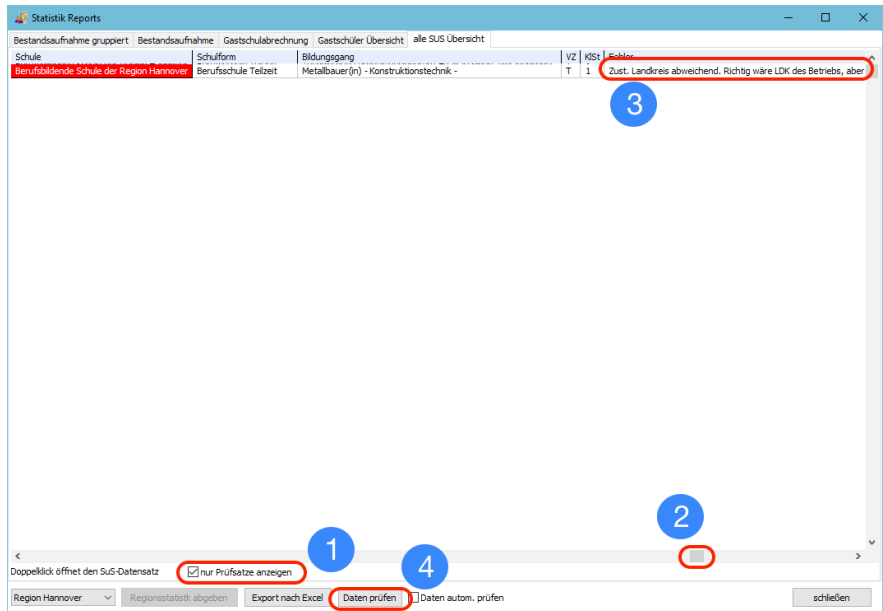 Statistik Reports
Bestandsaufnahme gruppiert Bestandsaufnahme Gastschulabrechnung Gastschüler Übersicht alle SUS Übersicht
Schule Schulform Bildungsgang VZ KlSt Fehler
Berufsbildende Schule der Region Hannover Berufsschule Teilzeit Metallbauer(in) - Konstruktionstechnik - T 1 Zust. Landkreis abweichend. Richtig wäre LDK des Betriebs, aber
3
2
1
Doppelklick öffnet den SuS-Datensatz nur Prüfsätze anzeigen
4
Region Hannover Regionsstatistik abgeben Export nach Excel Daten prüfen Daten autom. prüfen schließen